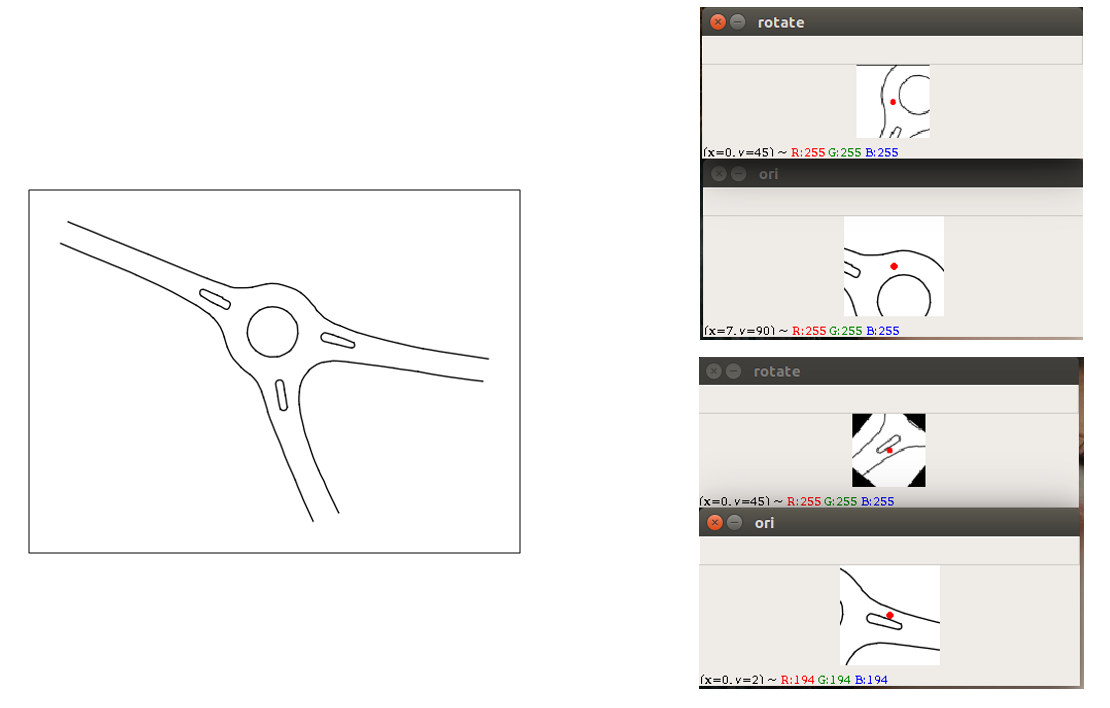 rotate
(x=0, y=45) ~ R:255 G:255 B:255
ori
(x=7, y=90) ~ R:255 G:255 B:255
rotate
(x=0, y=45) ~ R:255 G:255 B:255
ori
(x=0, y=2) ~ R:194 G:194 B:194